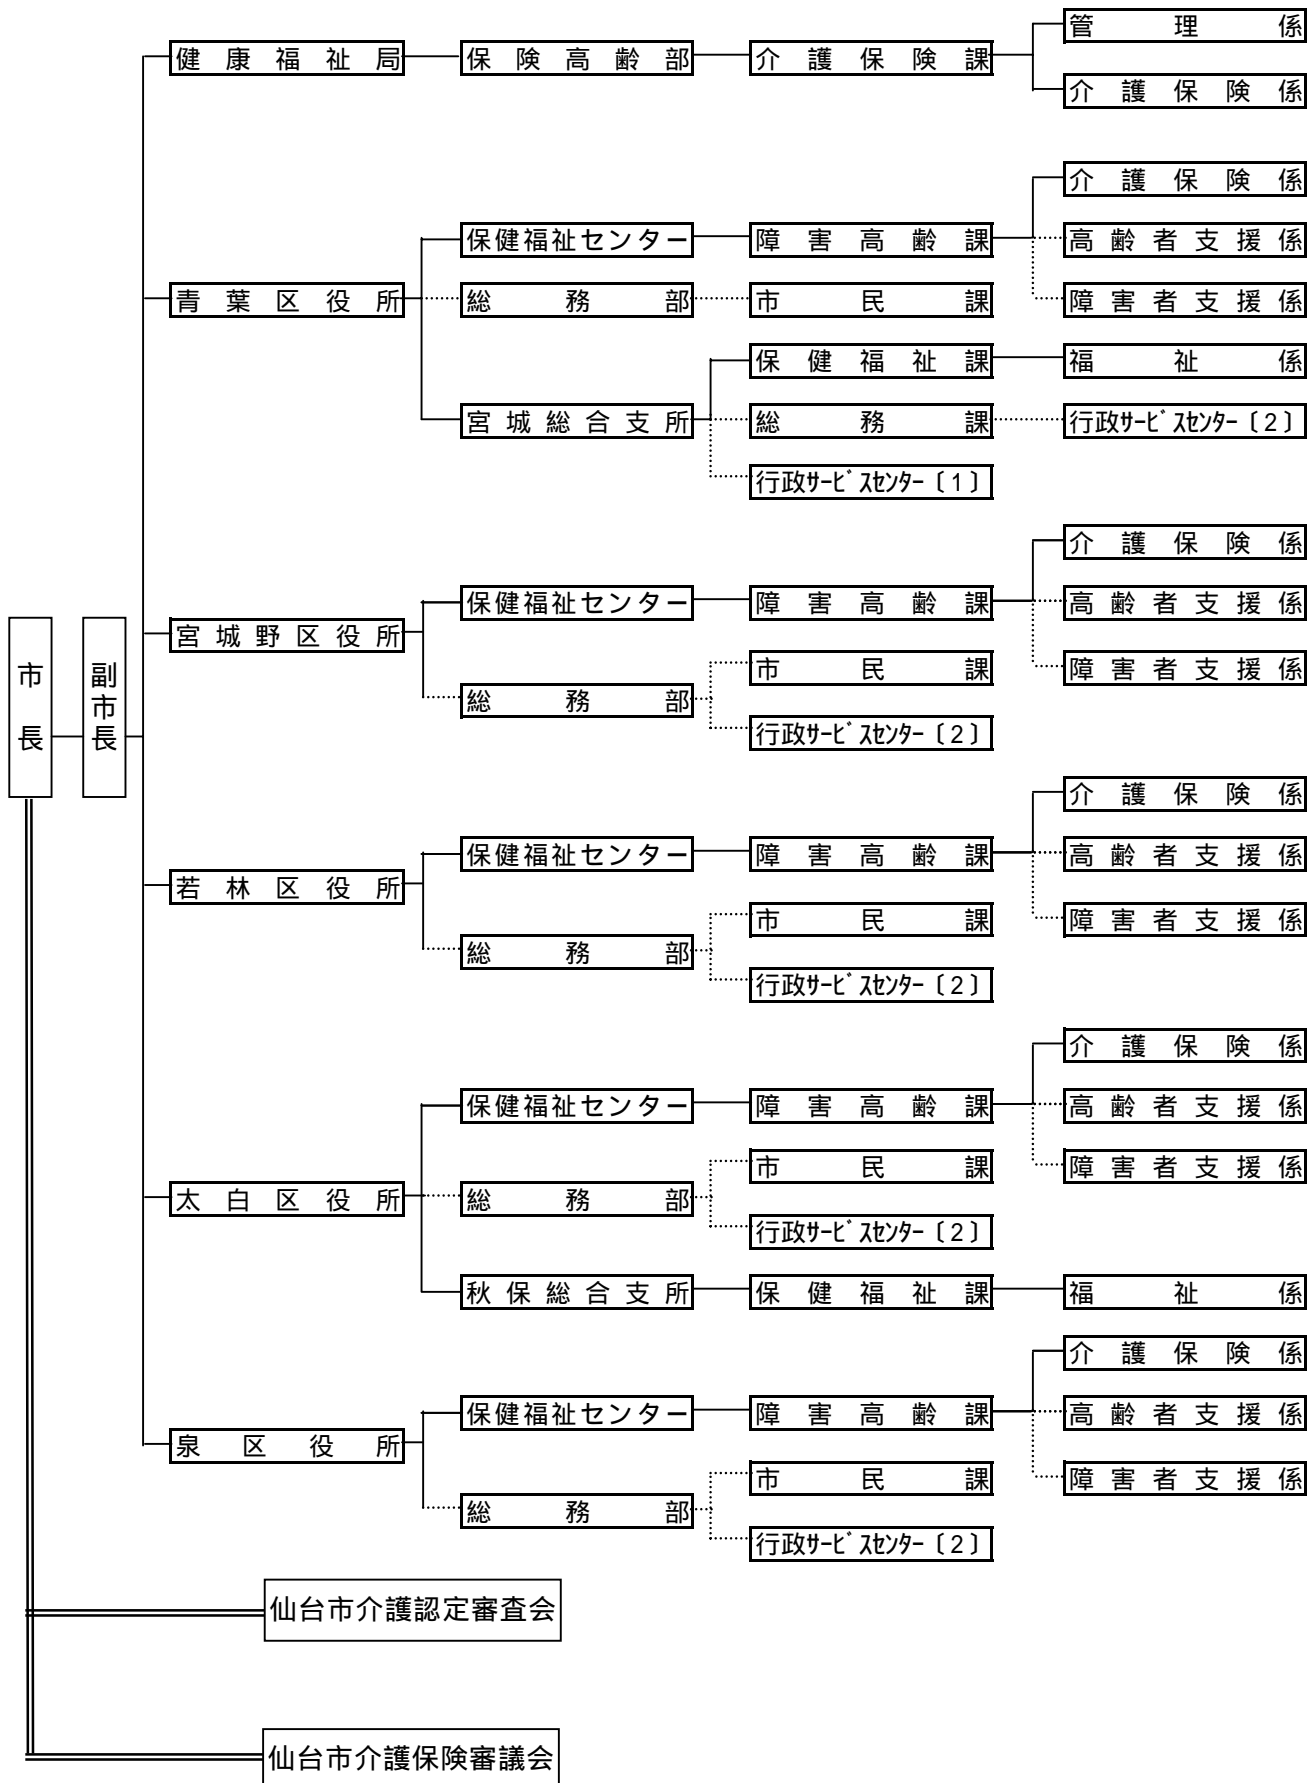 管理係
健康福祉局 保険高齢部 介護保険課
介護保険係
介護保険係
保健福祉センター 障害高齢課 高齢者支援係
青葉区役所 総務部 市民課 障害者支援係
保健福祉課 福祉係
宮城総合支所 総務課 行政ｻｰﾋﾞｽｾﾝﾀｰ〔2〕
行政ｻｰﾋﾞｽｾﾝﾀｰ〔1〕
介護保険係
保健福祉センター 障害高齢課 高齢者支援係
宮城野区役所
市民課 障害者支援係
総務部
行政ｻｰﾋﾞｽｾﾝﾀｰ〔2〕
市長 副市長
介護保険係
保健福祉センター 障害高齢課 高齢者支援係
若林区役所
市民課 障害者支援係
総務部
行政ｻｰﾋﾞｽｾﾝﾀｰ〔2〕
介護保険係
保健福祉センター 障害高齢課 高齢者支援係
市民課 障害者支援係
太白区役所 総務部
行政ｻｰﾋﾞｽｾﾝﾀｰ〔2〕
秋保総合支所 保健福祉課 福祉係
介護保険係
保健福祉センター 障害高齢課 高齢者支援係
泉区役所
市民課 障害者支援係
総務部
行政ｻｰﾋﾞｽｾﾝﾀｰ〔2〕
仙台市介護認定審査会
仙台市介護保険審議会